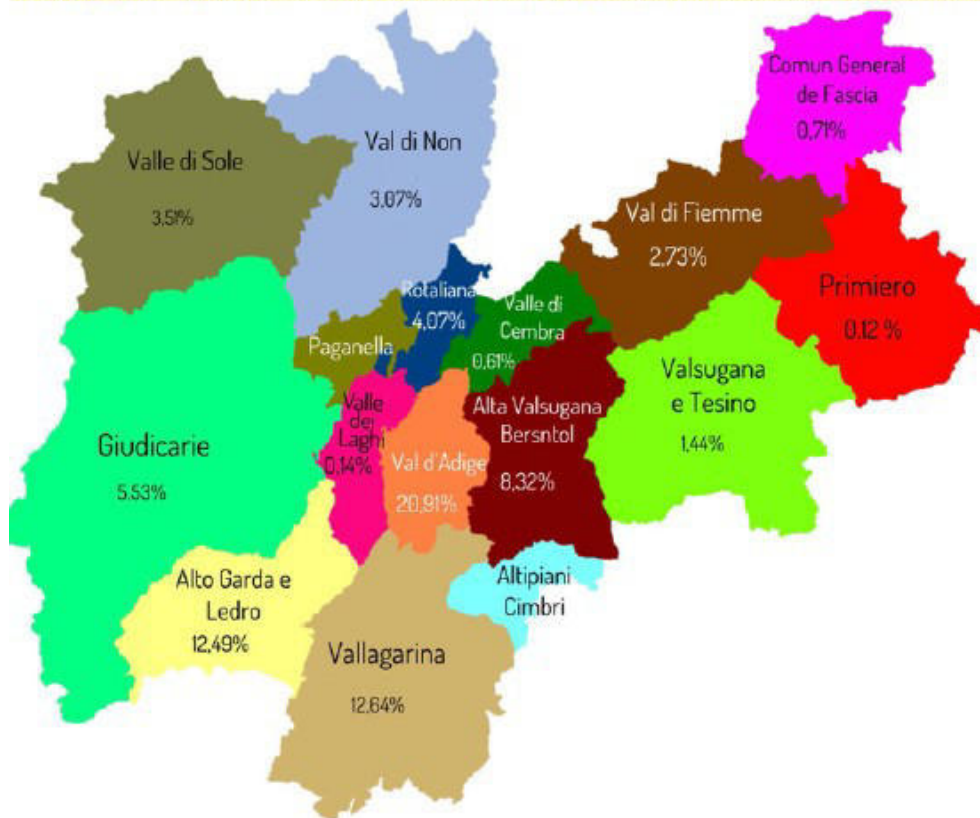 Comun General
de Fascia
0,71%
Val di Non
3,07%
Valle di Sole
3,51%
Val di Fiemme
2,73%
Primiero
0.12 %
Rotaliana
4,07%
Valle di
Cembra
0,61%
Paganella
Valsugana
e Tesino
1,44%
Valle
dei
Laghi
0,14%
Alta Valsugana
Bersntol
8,32%
Giudicarie
5.53%
Val d'Adige
20,91%
Alto Garda e
Ledro
12,49%
Altipiani
Cimbri
Vallagarina
12.64%